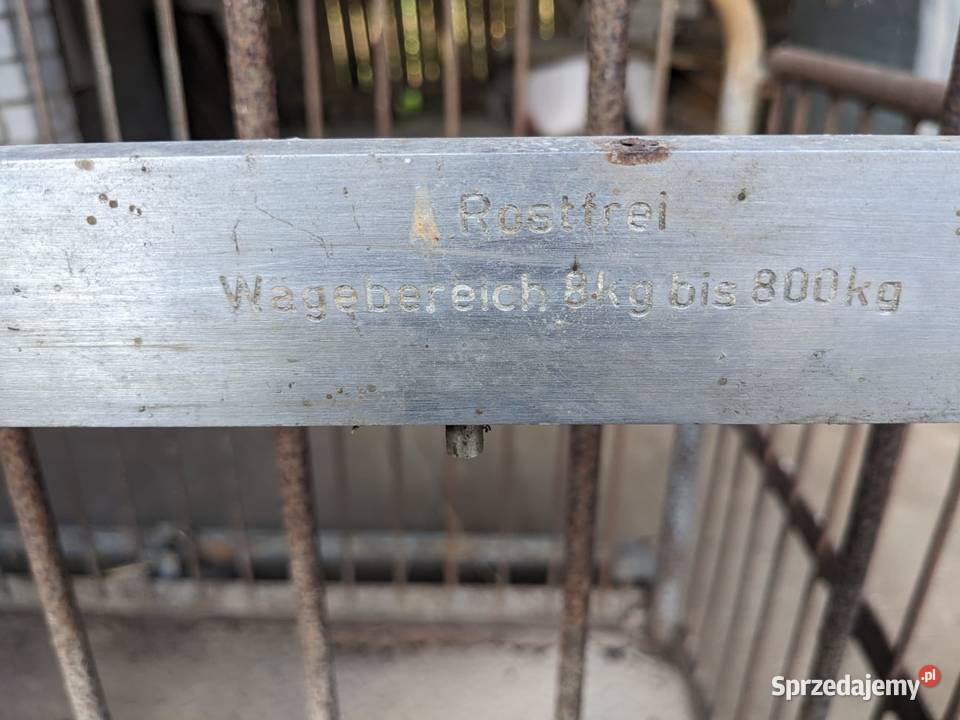 Rostfrei
Wägebereich 8kg bis 800kg
Sprzedajemy.pl